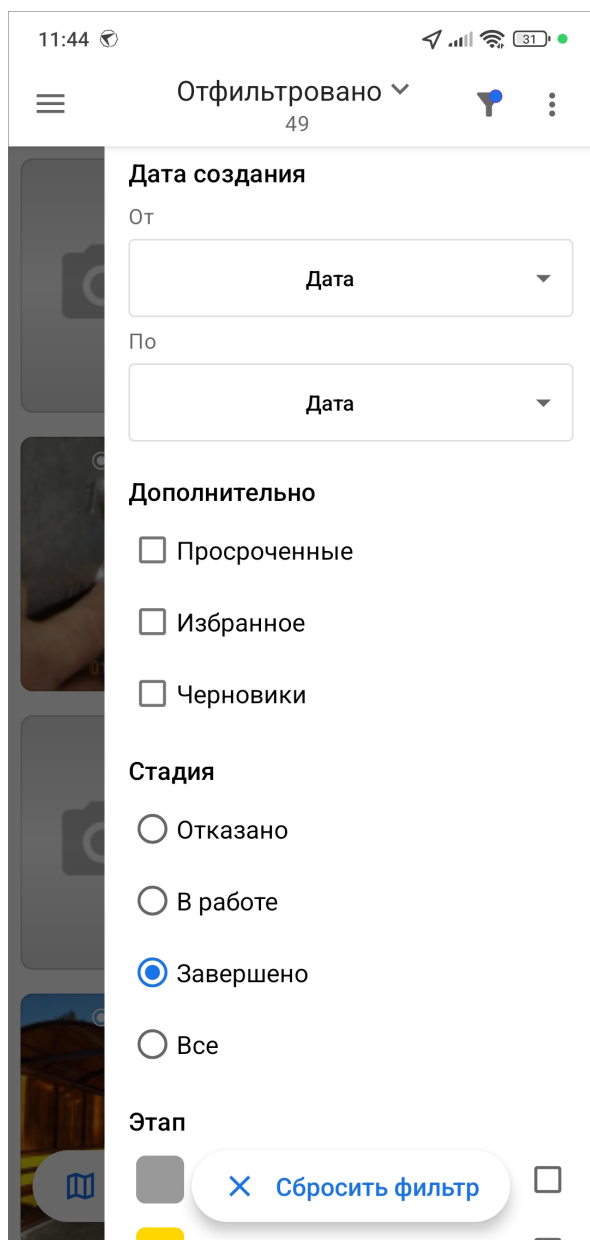 11:44
31
Отфильтровано
49
Дата создания
От
Дата
По
Дата
Дополнительно
Просроченные
Избранное
Черновики
Стадия
Отказано
В работе
Завершено
Все
Этап
Сбросить фильтр